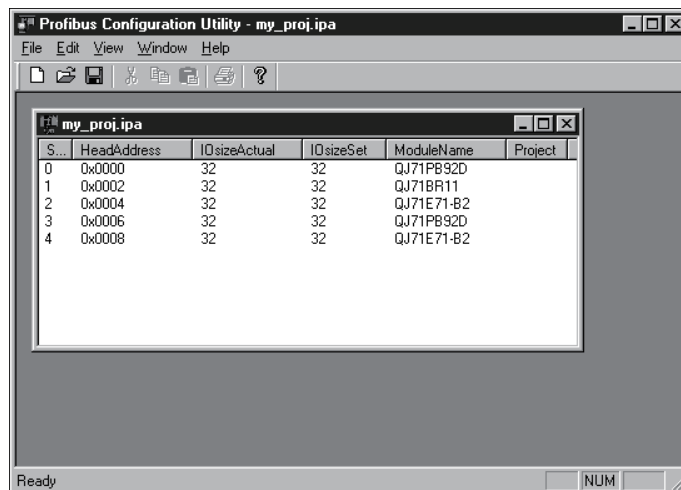 Profibus Configuration Utility - my_proj.ipa
File Edit View Window Help
my_proj.ipa
S... HeadAddress IOsizeActual IOsizeSet ModuleName Project
0 0x0000 32 32 QJ71PB92D
1 0x0002 32 32 QJ71BR11
2 0x0004 32 32 QJ71E71-B2
3 0x0006 32 32 QJ71PB92D
4 0x0008 32 32 QJ71E71-B2
Ready NUM